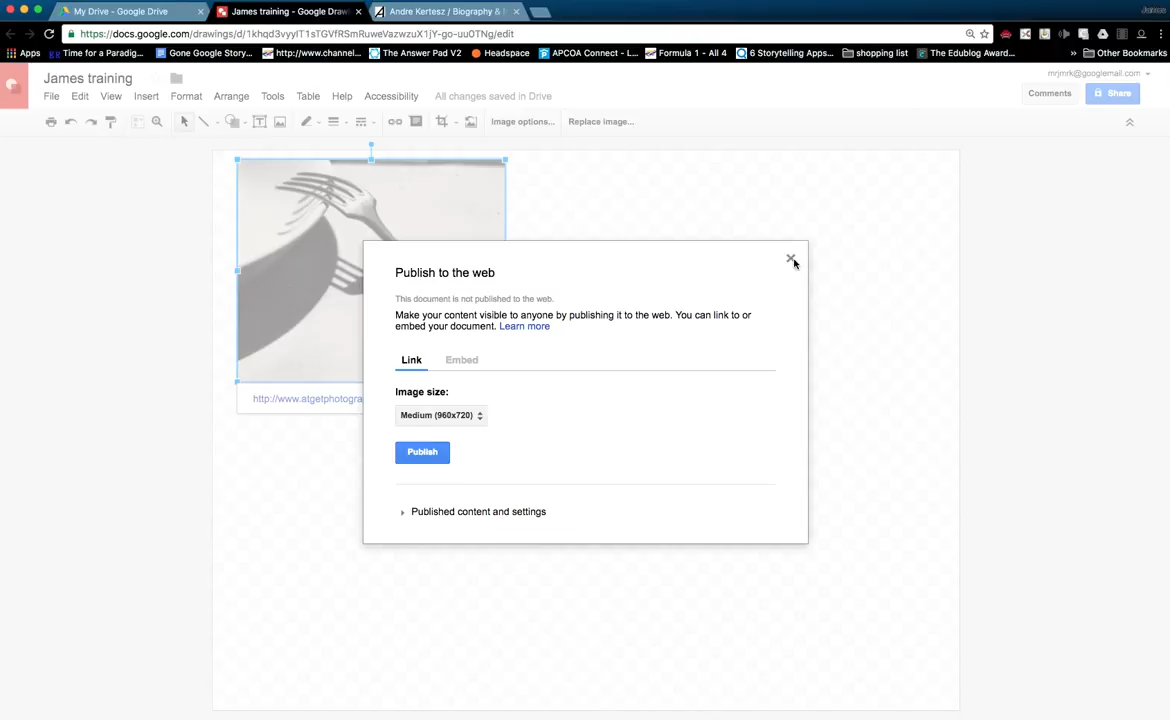 My Drive - Google Drive
James training - Google Draw
Andre Kertesz / Biography &
https://docs.google.com/drawings/d/1khqd3vyyIT1sTGVfRSmRuweVazwzuX1jY-go-uu0TNg/edit
Apps
Time for a Paradig...
Gone Google Story...
http://www.channel...
The Answer Pad V2
Headspace
APCOA Connect - L...
Formula 1 - All 4
6 Storytelling Apps...
shopping list
The Edublog Award...
» Other Bookmarks
James training
mrjmrk@googlemail.com
File Edit View Insert Format Arrange Tools Table Help Accessibility All changes saved in Drive
Comments
Share
Image options...
Replace image...
Publish to the web
This document is not published to the web.
Make your content visible to anyone by publishing it to the web. You can link to or
embed your document. Learn more
Link Embed
Image size:
Medium (960x720)
http://www.atgetphotogra
Publish
Published content and settings